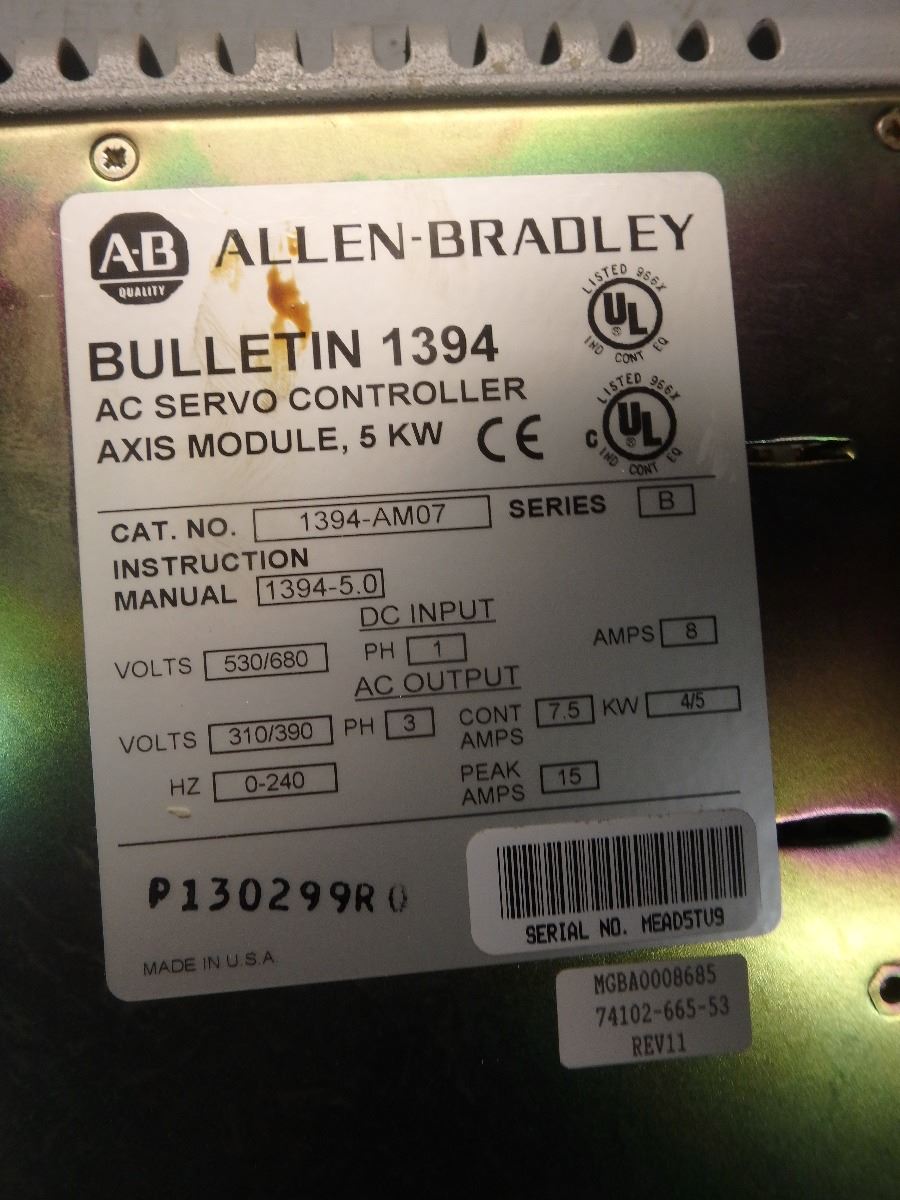 A-B
QUALITY
ALLEN-BRADLEY
LISTED 966X
UL
®
IND CONT EQ
BULLETIN 1394
AC SERVO CONTROLLER
AXIS MODULE, 5 KW
CE
LISTED 966X
C UL
®
IND CONT EQ
CAT. NO. 1394-AM07 SERIES B
INSTRUCTION
MANUAL 1394-5.0
DC INPUT
VOLTS 530/680 PH 1 AMPS 8
AC OUTPUT
VOLTS 310/390 PH 3 CONT AMPS 7.5 KW 4/5
HZ 0-240 PEAK AMPS 15
P130299R0
SERIAL NO. MEAD5TU9
MADE IN U.S.A.
MGBA0008685
74102-665-53
REV11